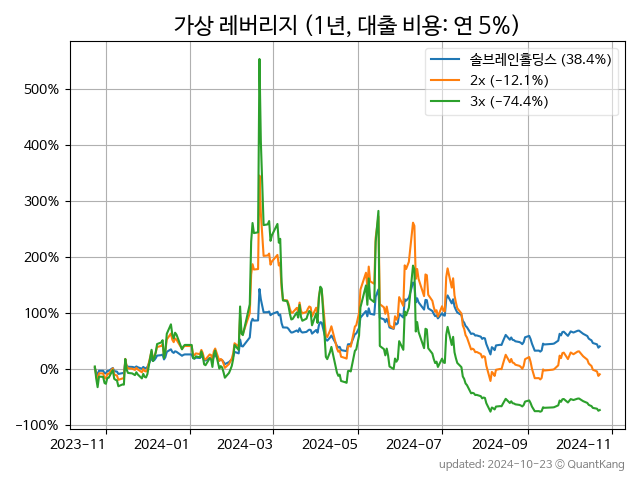 가상 레버리지 (1년, 대출 비용: 연 5%)
솔브레인홀딩스 (38.4%)
2x (−12.1%)
3x (−74.4%)
500%
400%
300%
200%
100%
0%
−100%
2023-11
2024-01
2024-03
2024-05
2024-07
2024-09
2024-11
updated: 2024-10-23 © QuantKang